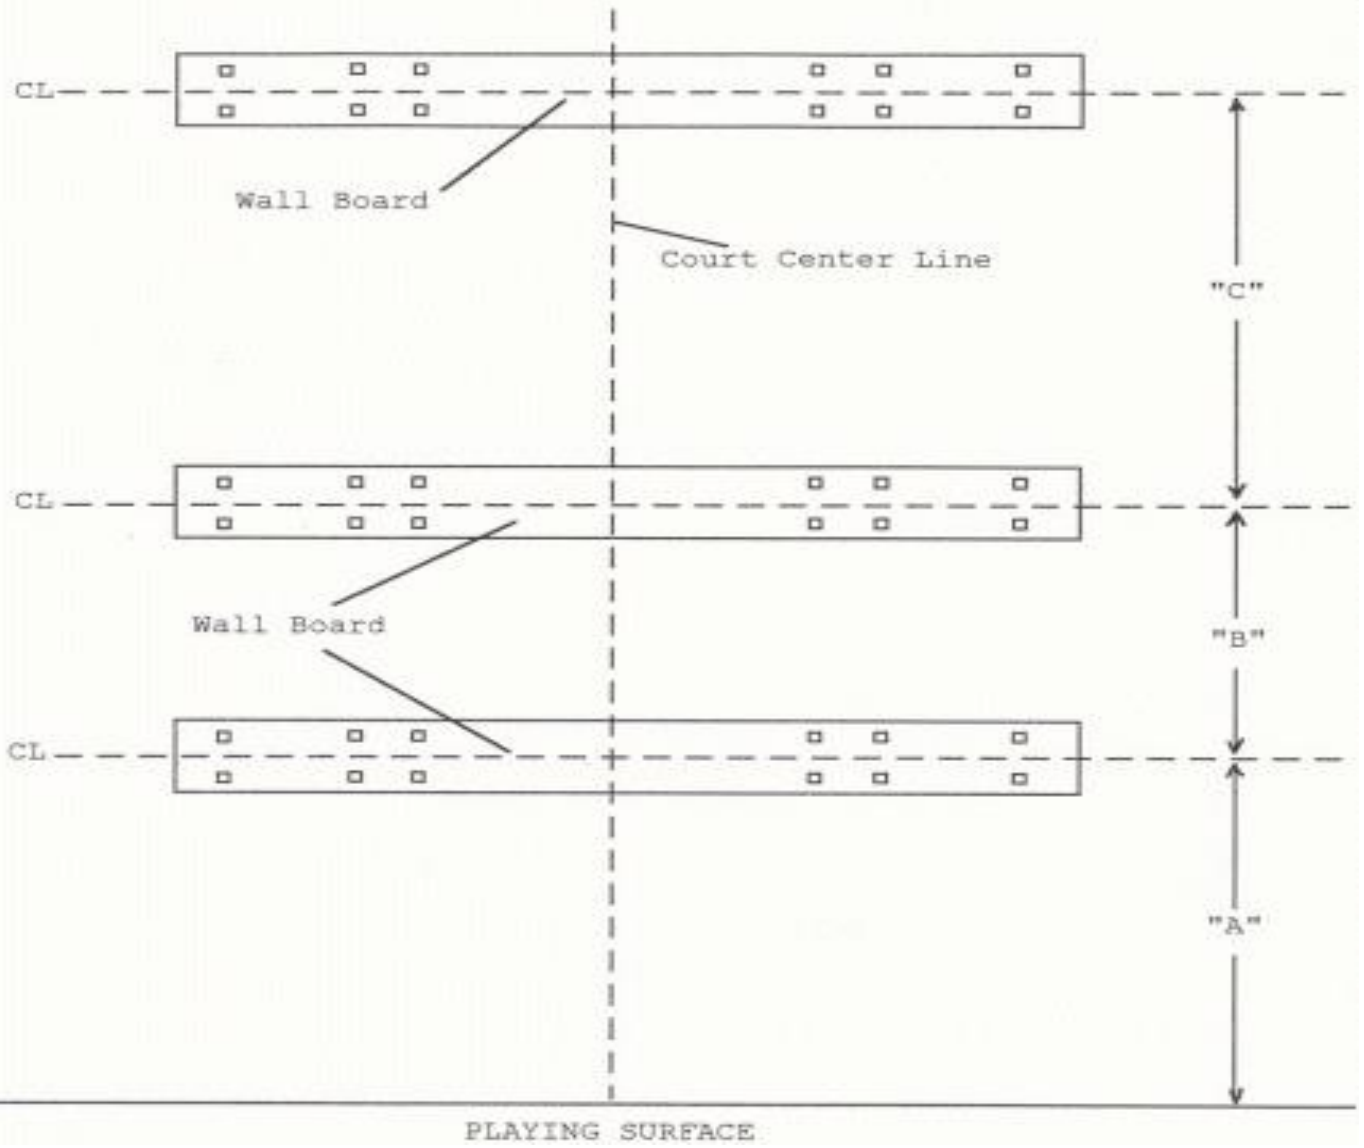 CL
Wall Board
Court Center Line
"C"
CL
Wall Board
"B"
CL
"A"
PLAYING SURFACE